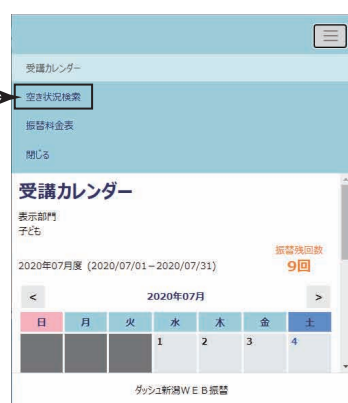 受講カレンダー
空き状況検索
振替料金表
閉じる
受講カレンダー
表示部門
子ども
振替残回数
2020年07月度 (2020/07/01-2020/07/31)
9回
< 2020年07月 >
日 月 火 水 木 金 土
1 2 3 4
ダッシュ新潟WEB振替